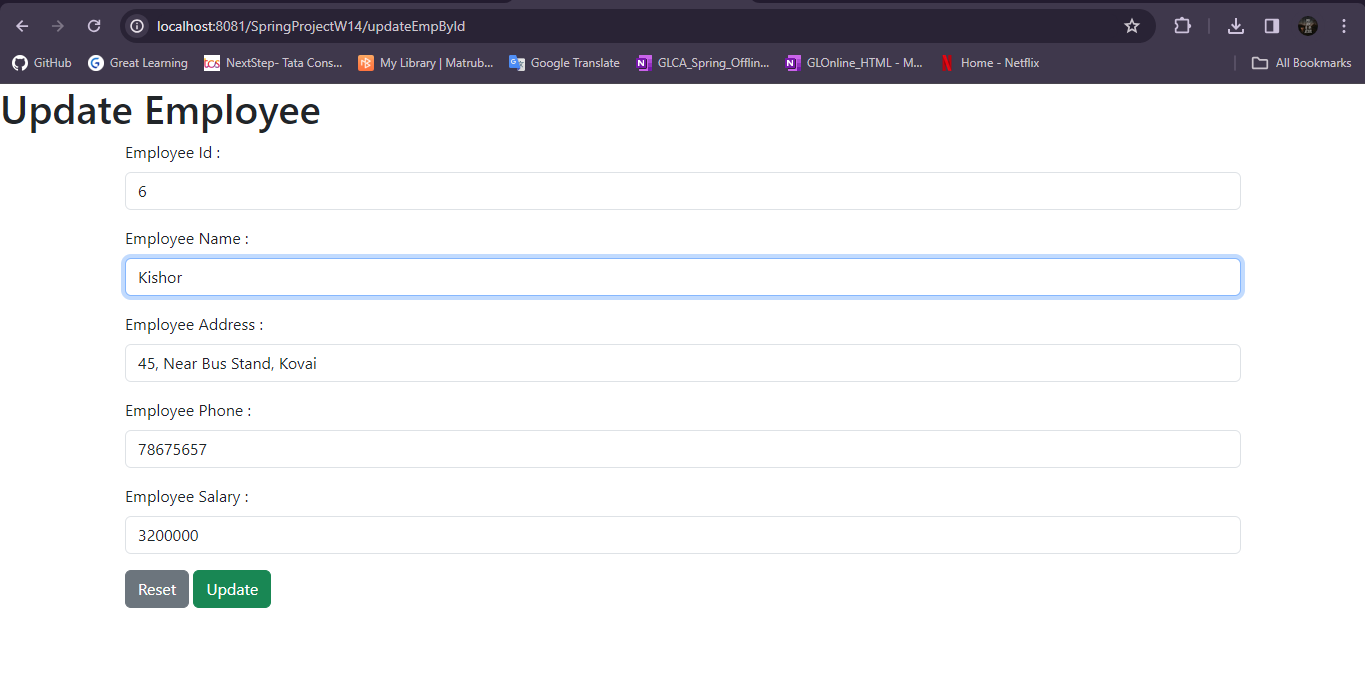 localhost:8081/SpringProjectW14/updateEmpById
GitHub Great Learning NextStep- Tata Cons... My Library | Matrub... Google Translate GLCA_Spring_Offlin... GLOnline_HTML - M... Home - Netflix All Bookmarks
Update Employee
Employee Id :
6
Employee Name :
Kishor
Employee Address :
45, Near Bus Stand, Kovai
Employee Phone :
78675657
Employee Salary :
3200000
Reset Update